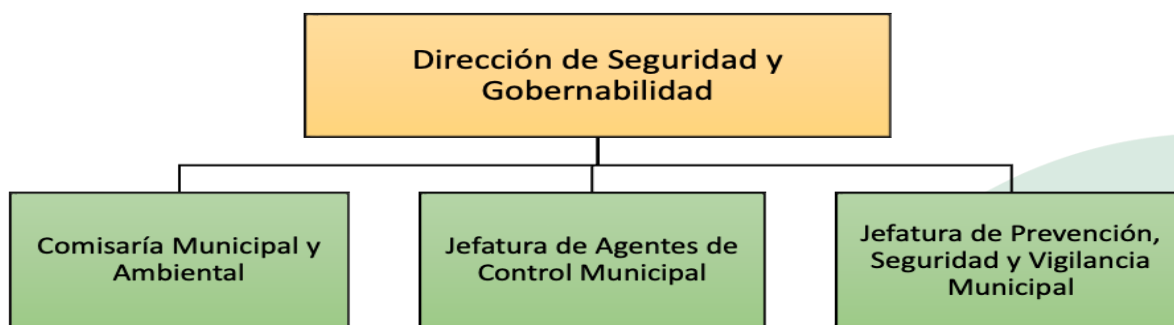 Dirección de Seguridad y
Gobernabilidad
Comisaría Municipal y
Ambiental
Jefatura de Agentes de
Control Municipal
Jefatura de Prevención,
Seguridad y Vigilancia
Municipal